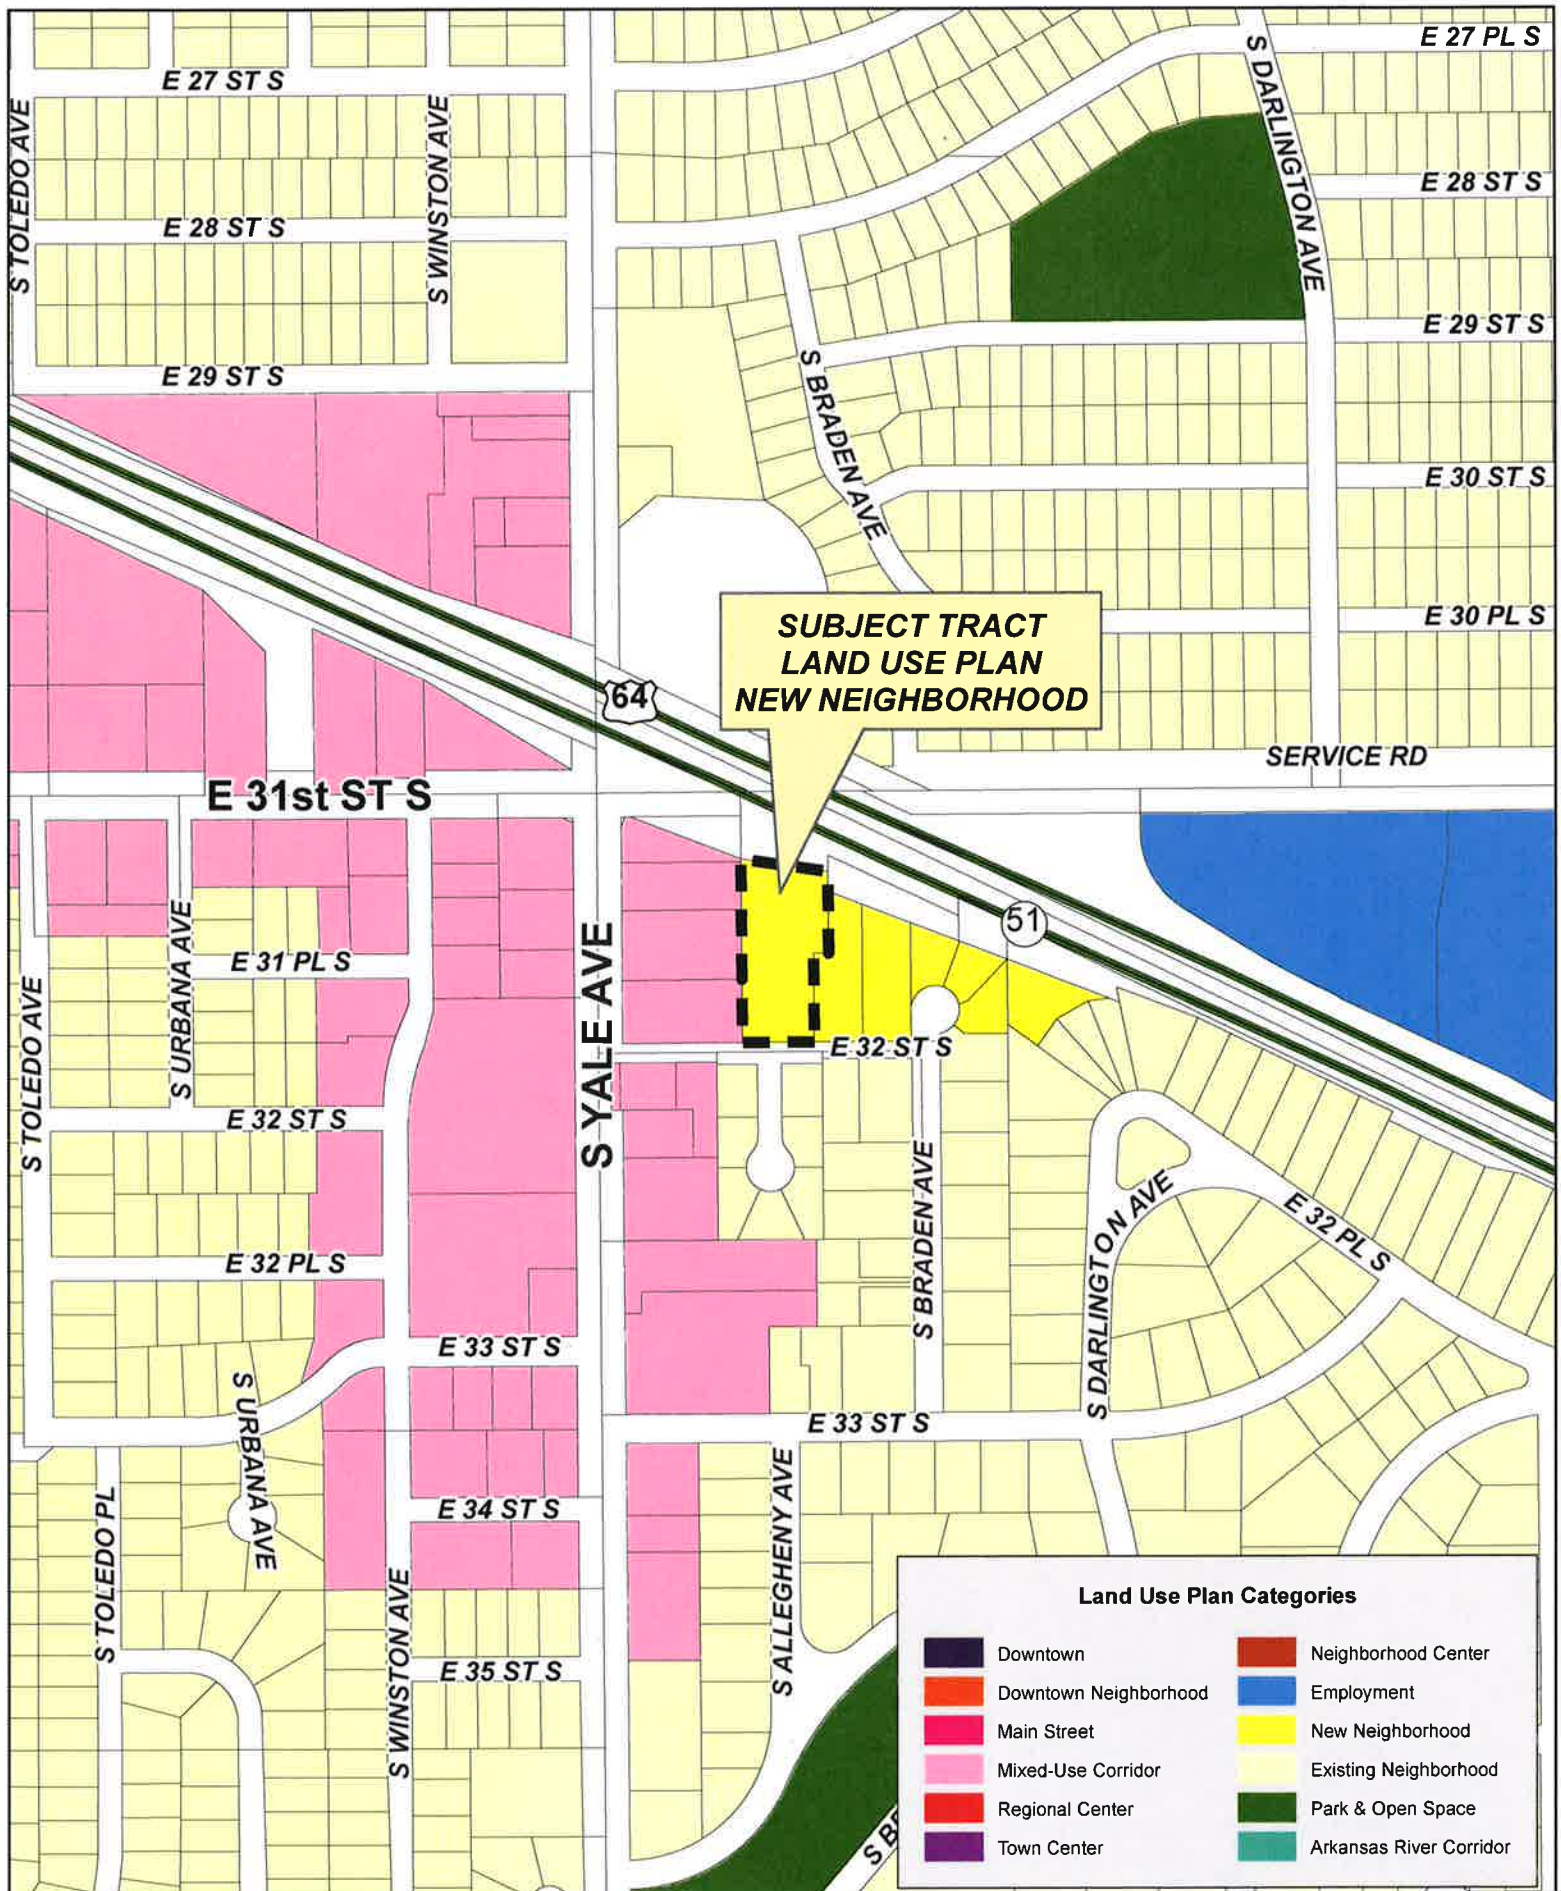 E 27 PL S
S DARLINGTON AVE
E 27 ST S
S TOLEDO AVE
S WINSTON AVE
E 28 ST S
E 28 ST S
E 29 ST S
S BRADEN AVE
E 29 ST S
E 30 ST S
SUBJECT TRACT
LAND USE PLAN
NEW NEIGHBORHOOD
E 30 PL S
64
SERVICE RD
E 31st ST S
51
S YALE AVE
S URBANA AVE
E 31 PL S
S TOLEDO AVE
E 32 ST S
E 32 ST S
S BRADEN AVE
S DARLINGTON AVE
E 32 PL S
E 32 PL S
E 33 ST S
S URBANA AVE
E 33 ST S
S TOLEDO PL
E 34 ST S
S ALLEGHENY AVE
S WINSTON AVE
E 35 ST S
S BR
Land Use Plan Categories
Downtown
Downtown Neighborhood
Main Street
Mixed-Use Corridor
Regional Center
Town Center
Neighborhood Center
Employment
New Neighborhood
Existing Neighborhood
Park & Open Space
Arkansas River Corridor